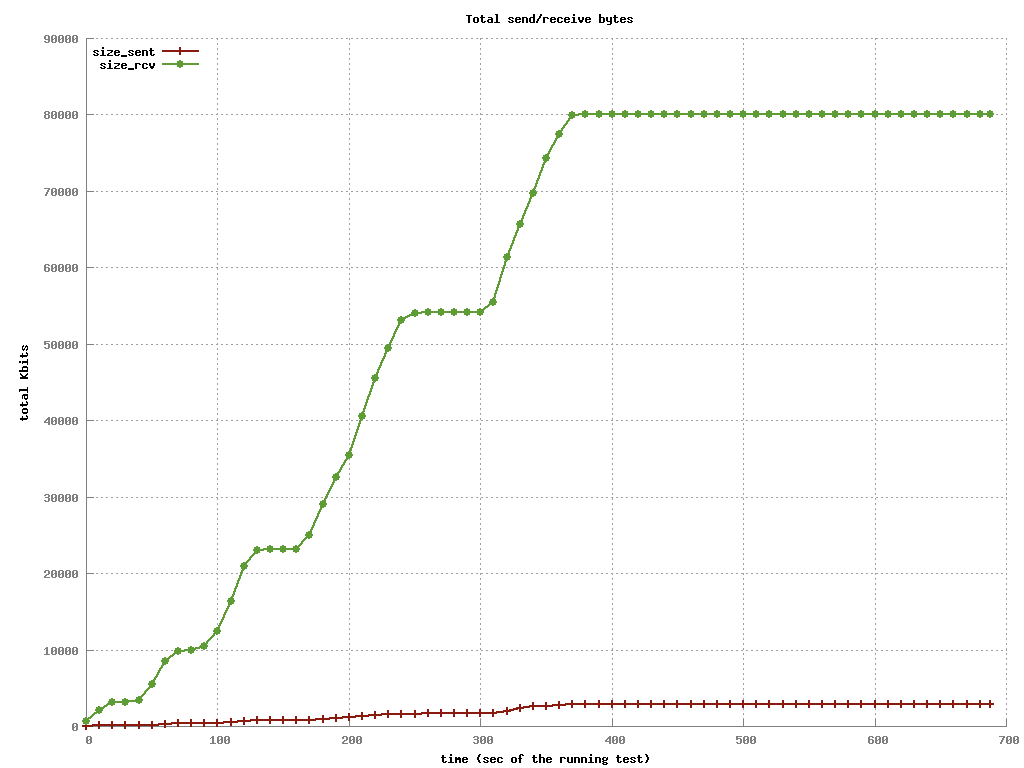 Total send/receive bytes
90000
size_sent
size_rcv
80000
70000
60000
50000
total Kbits
40000
30000
20000
10000
0
0 100 200 300 400 500 600 700
time (sec of the running test)